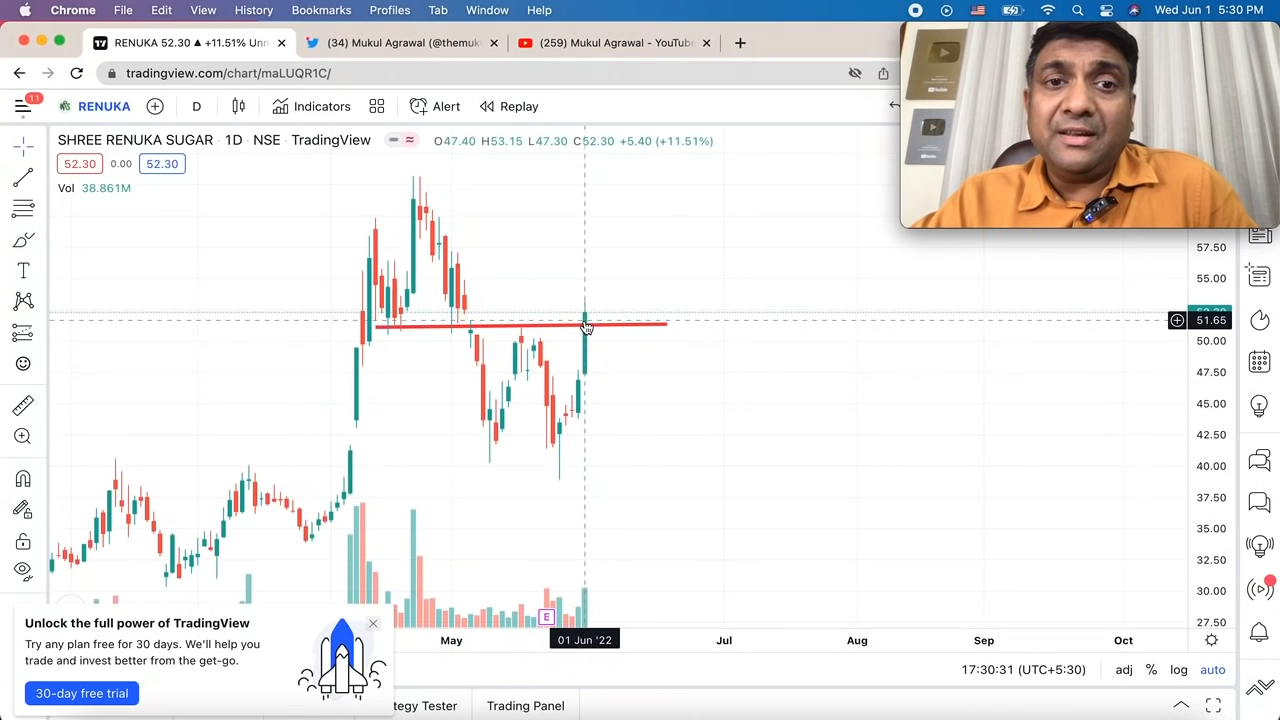 Chrome File Edit View History Bookmarks Profiles Tab Window Help Wed Jun 1 5:30 PM
RENUKA 52.30 ▲ +11.51% Unn
(34) Mukul Agrawal (@themuk
(259) Mukul Agrawal - YouTube
tradingview.com/chart/maLUQR1C/
11
RENUKA D Indicators Alert Replay
SHREE RENUKA SUGAR · 1D · NSE · TradingView O47.40 H53.15 L47.30 C52.30 +5.40 (+11.51%)
52.30 0.00 52.30
Vol 38.861M
57.50
55.00
51.65
50.00
47.50
45.00
42.50
40.00
37.50
35.00
32.50
30.00
27.50
E
May 01 Jun '22 Jul Aug Sep Oct
Unlock the full power of TradingView
Try any plan free for 30 days. We'll help you
trade and invest better from the get-go.
30-day free trial
17:30:31 (UTC+5:30) adj % log auto
tegy Tester Trading Panel